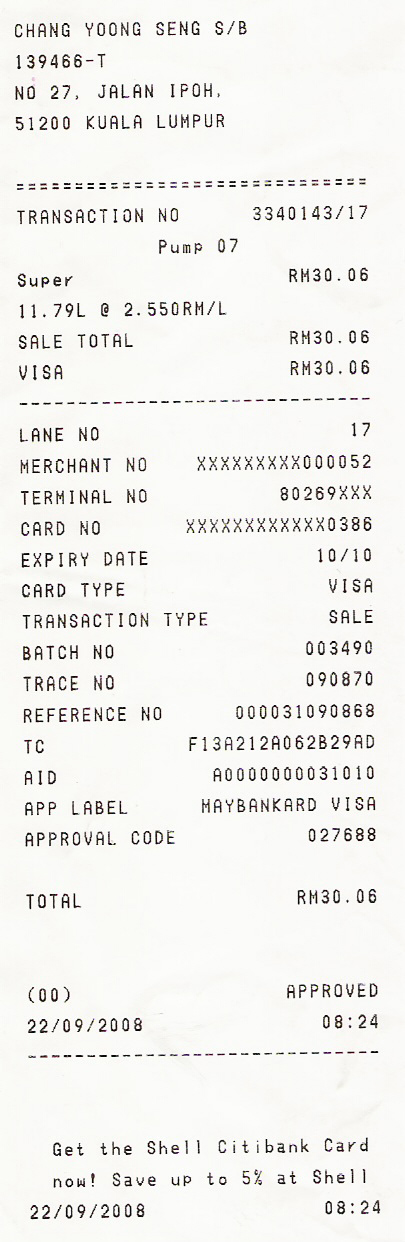 CHANG YOONG SENG S/B
139466-T
NO 27, JALAN IPOH,
51200 KUALA LUMPUR
==============================
TRANSACTION NO 3340143/17
Pump 07
Super RM30.06
11.79L @ 2.550RM/L
SALE TOTAL RM30.06
VISA RM30.06
------------------------------
LANE NO 17
MERCHANT NO XXXXXXXXX000052
TERMINAL NO 80269XXX
CARD NO XXXXXXXXXXXX0386
EXPIRY DATE 10/10
CARD TYPE VISA
TRANSACTION TYPE SALE
BATCH NO 003490
TRACE NO 090870
REFERENCE NO 000031090868
TC F13A212A062B29AD
AID A0000000031010
APP LABEL MAYBANKARD VISA
APPROVAL CODE 027688
TOTAL RM30.06
(00) APPROVED
22/09/2008 08:24
------------------------------
Get the Shell Citibank Card
now! Save up to 5% at Shell
22/09/2008 08:24